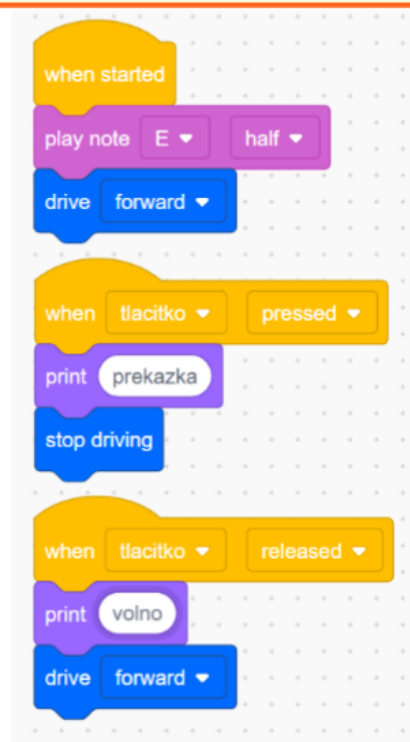 when started
play note E half
drive forward
when tlacitko pressed
print prekazka
stop driving
when tlacitko released
print volno
drive forward